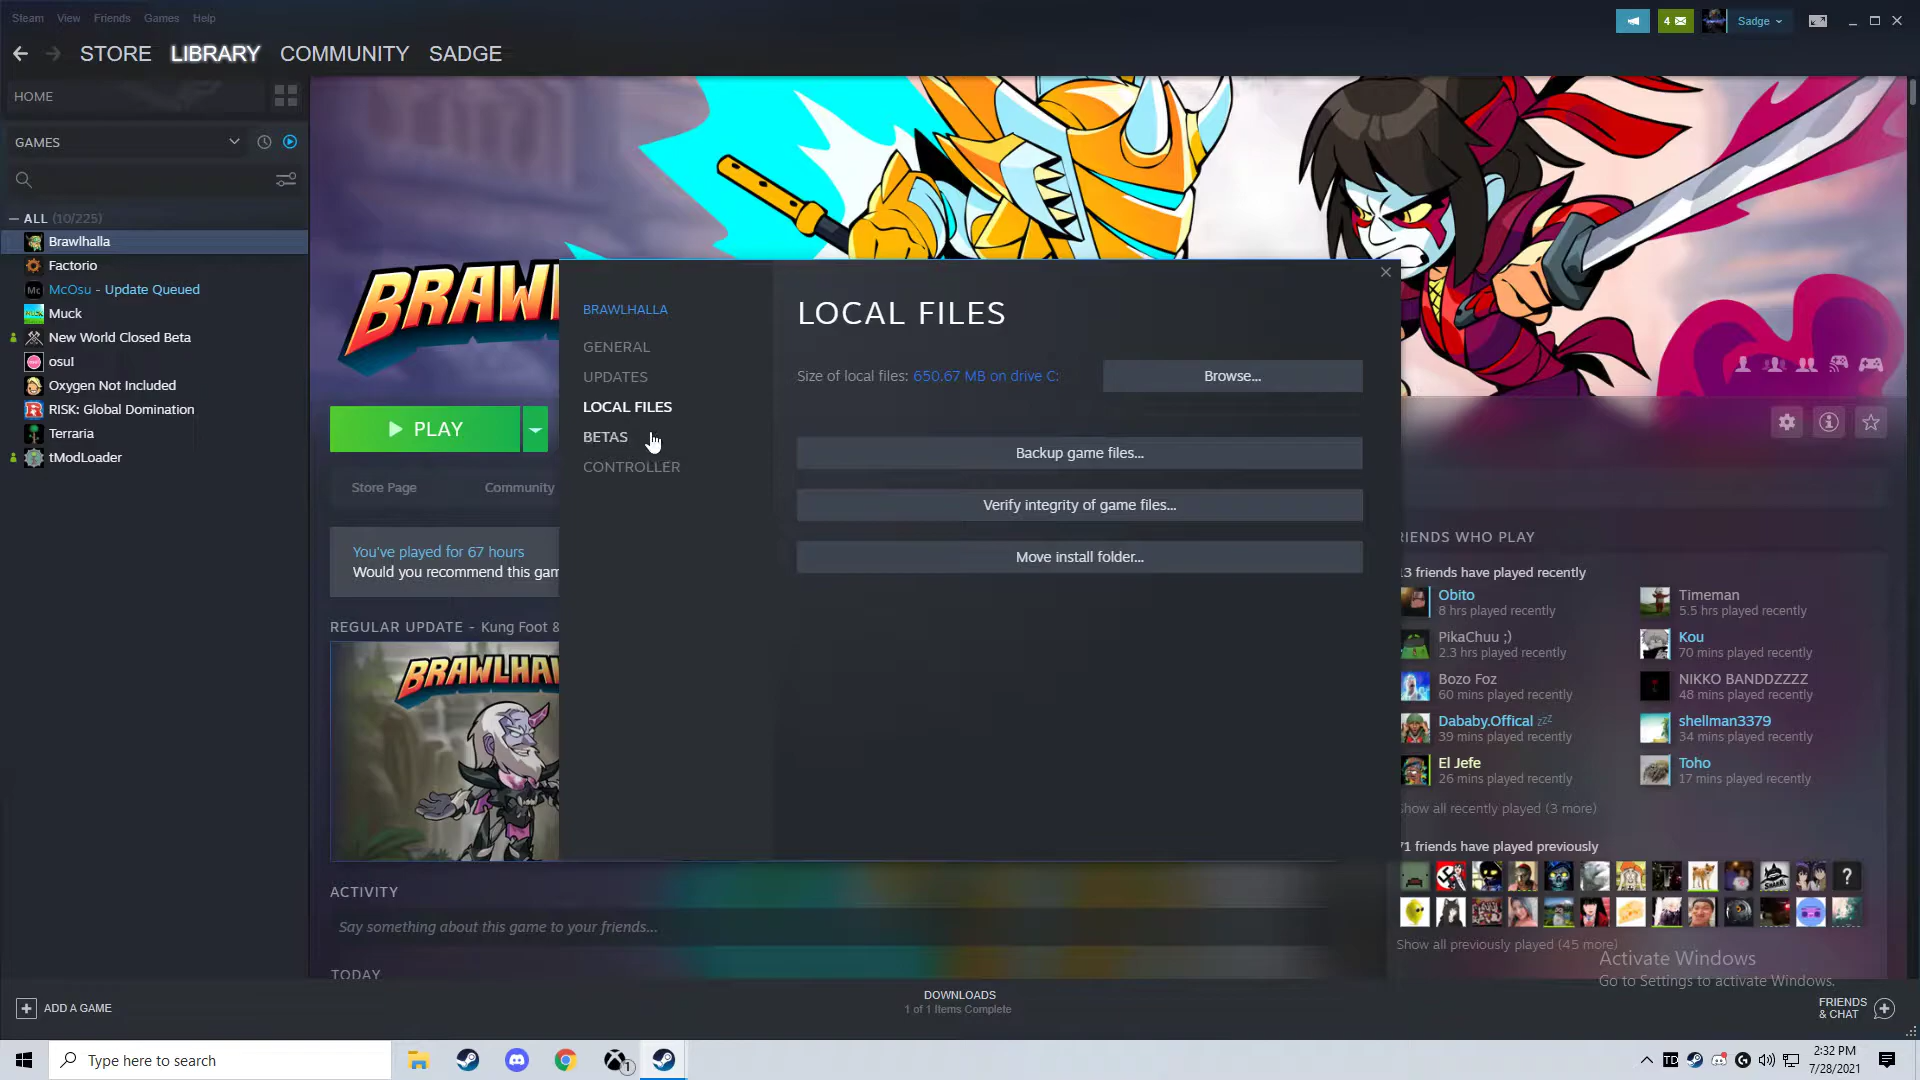 Steam View Friends Games Help
4
Sadge
STORE LIBRARY COMMUNITY SADGE
HOME
GAMES
— ALL (10/225)
Brawlhalla
Factorio
McOsu - Update Queued
Muck
New World Closed Beta
osu!
Oxygen Not Included
RISK: Global Domination
Terraria
tModLoader
BRAWLHALLA
GENERAL
UPDATES
LOCAL FILES
BETAS
CONTROLLER
LOCAL FILES
Size of local files: 650.67 MB on drive C:
Browse...
Backup game files...
Verify integrity of game files...
Move install folder...
PLAY
Store Page Community
You've played for 67 hours
Would you recommend this gam
REGULAR UPDATE - Kung Foot &
ACTIVITY
Say something about this game to your friends...
TODAY
RIENDS WHO PLAY
13 friends have played recently
Obito
8 hrs played recently
Timeman
5.5 hrs played recently
PikaChuu ;)
2.3 hrs played recently
Kou
70 mins played recently
Bozo Foz
60 mins played recently
NIKKO BANDDZZZZ
48 mins played recently
Dababy.Offical zzZ
39 mins played recently
shellman3379
34 mins played recently
El Jefe
26 mins played recently
Toho
17 mins played recently
Show all recently played (3 more)
71 friends have played previously
?
Show all previously played (45 more)
Activate Windows
Go to Settings to activate Windows.
ADD A GAME
DOWNLOADS
1 of 1 Items Complete
FRIENDS
& CHAT
Type here to search
1
TD
2:32 PM
7/28/2021